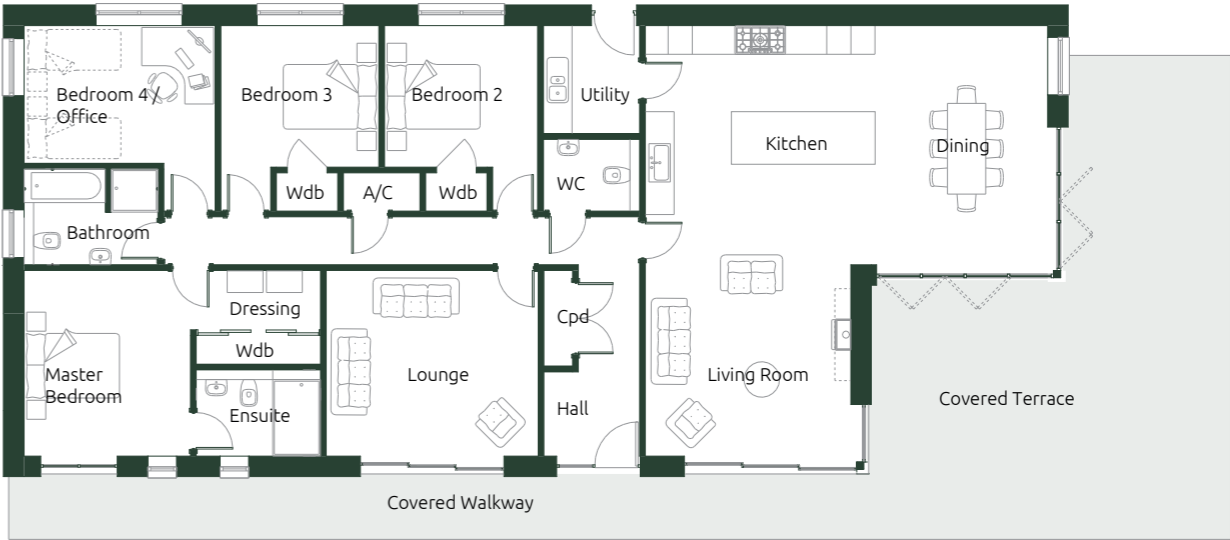 Bedroom 4 /
Office
Bedroom 3
Bedroom 2
Utility
Kitchen
Dining
Wdb
A/C
Wdb
WC
Bathroom
Dressing
Wdb
Cpd
Master
Bedroom
Ensuite
Lounge
Hall
Living Room
Covered Terrace
Covered Walkway